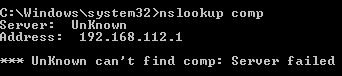 C:\Windows\system32>nslookup comp
Server:  UnKnown
Address:  192.168.112.1
*** UnKnown can't find comp: Server failed